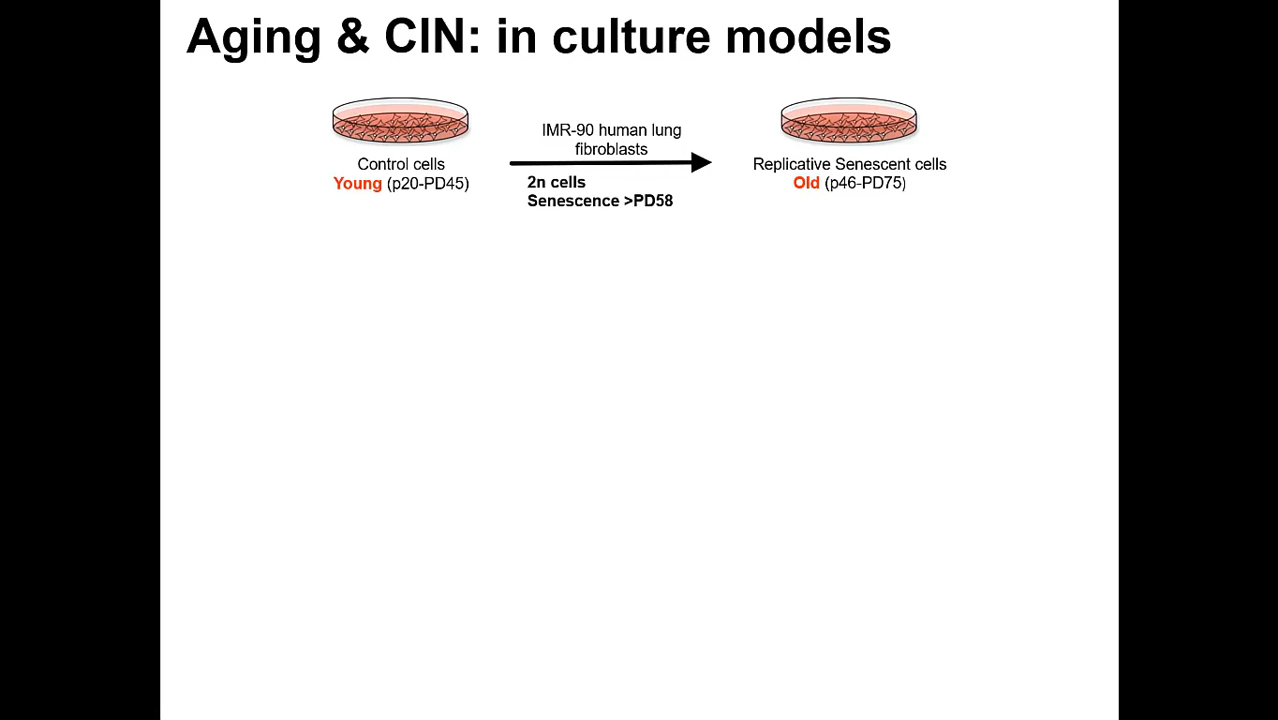 Aging & CIN: in culture models
Control cells
Young (p20-PD45)
IMR-90 human lung
fibroblasts
2n cells
Senescence >PD58
Replicative Senescent cells
Old (p46-PD75)